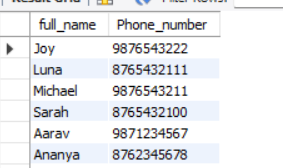 full_name Phone_number
Joy 9876543222
Luna 8765432111
Michael 9876543211
Sarah 8765432100
Aarav 9871234567
Ananya 8762345678